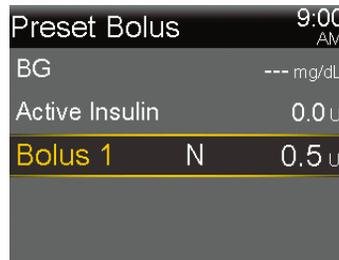 Preset Bolus 9:00
AM
BG --- mg/dL
Active Insulin 0.0 U
Bolus 1 N 0.5 u